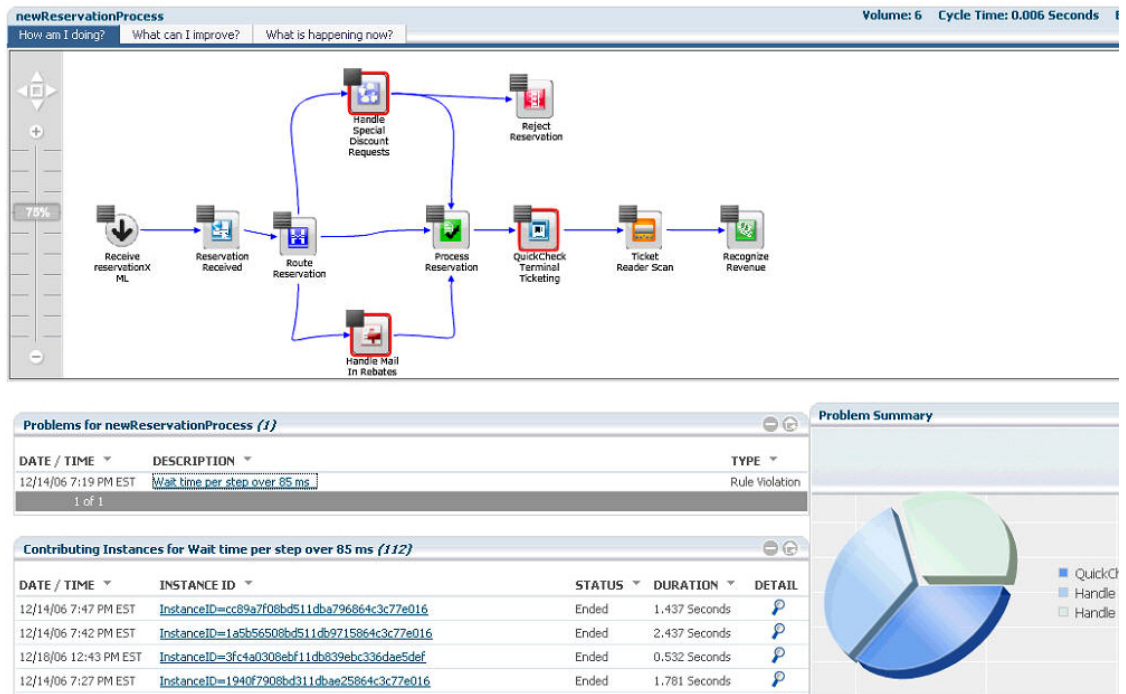 newReservationProcess
Volume: 6 Cycle Time: 0.006 Seconds
How am I doing? What can I improve? What is happening now?
75%
Handle
Special
Discount
Requests
Reject
Reservation
Receive
reservationX
ML
Reservation
Received
Route
Reservation
Process
Reservation
QuickCheck
Terminal
Ticketing
Ticket
Reader Scan
Recognize
Revenue
Handle Mail
In Rebates
Problems for newReservationProcess (1)
DATE / TIME DESCRIPTION TYPE
12/14/06 7:19 PM EST Wait time per step over 85 ms Rule Violation
1 of 1
Contributing Instances for Wait time per step over 85 ms (112)
DATE / TIME INSTANCE ID STATUS DURATION DETAIL
12/14/06 7:47 PM EST InstanceID=cc89a7f08bd511dba796864c3c77e016 Ended 1.437 Seconds
12/14/06 7:42 PM EST InstanceID=1a5b56508bd511db9715864c3c77e016 Ended 2.437 Seconds
12/18/06 12:43 PM EST InstanceID=3fc4a0308ebf11db839ebc336dae5def Ended 0.532 Seconds
12/14/06 7:27 PM EST InstanceID=1940f7908bd311dbae25864c3c77e016 Ended 1.781 Seconds
Problem Summary
QuickCh
Handle
Handle